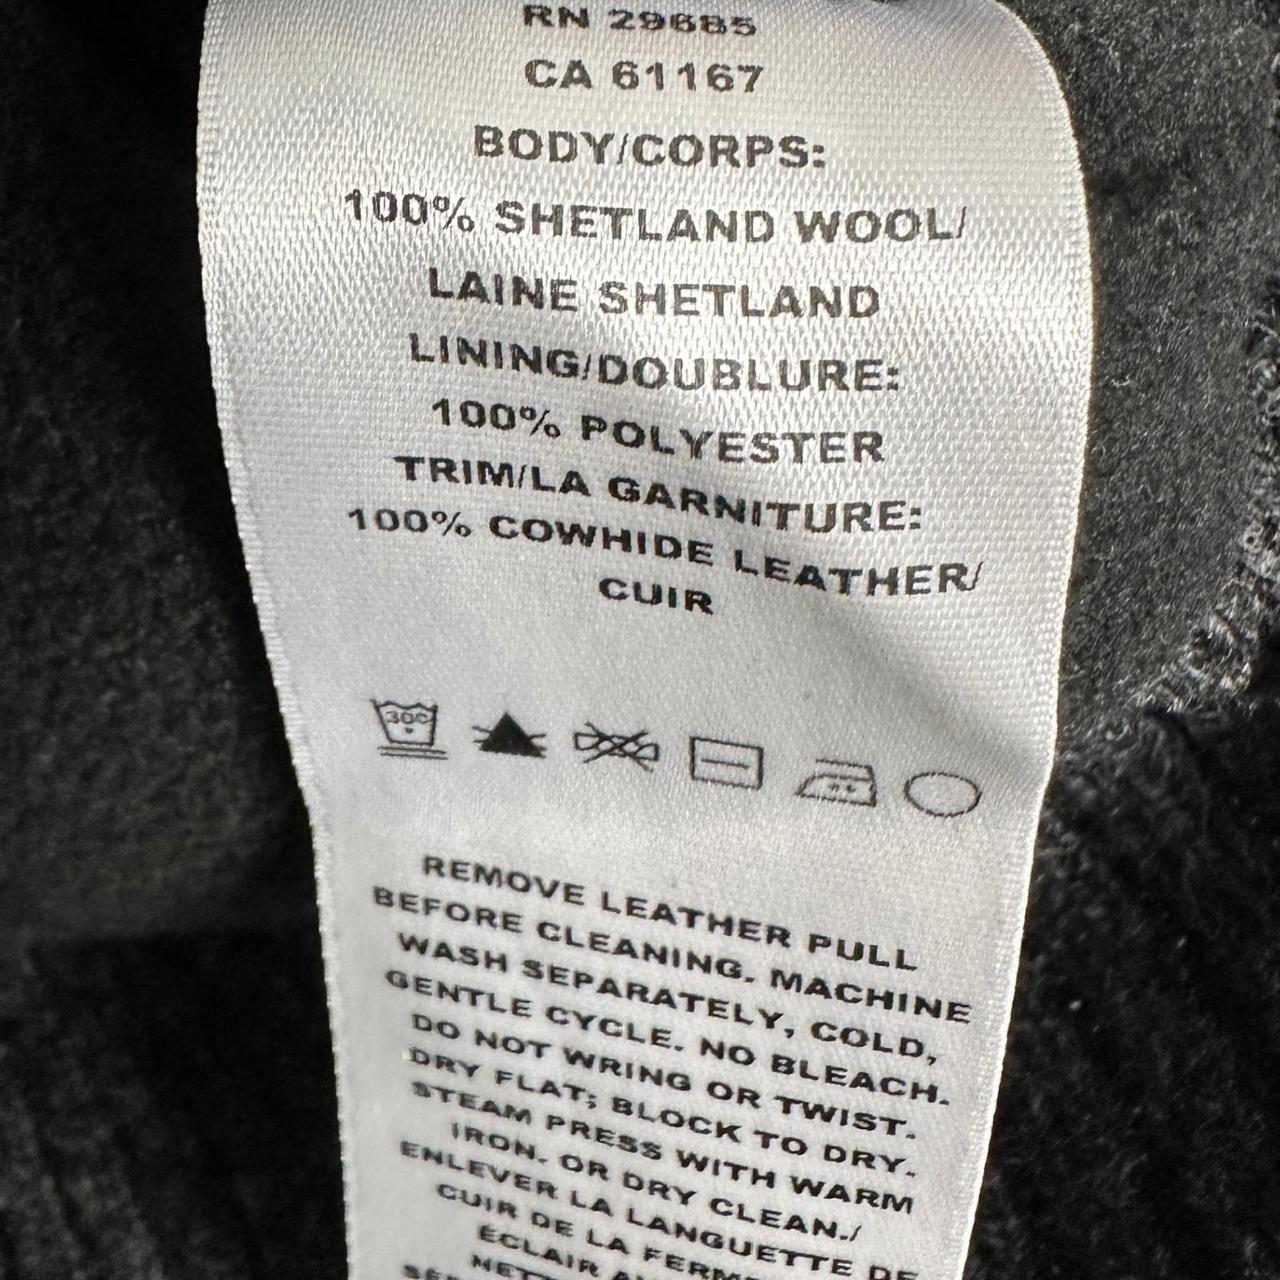 RN 29685
CA 61167
BODY/CORPS:
100% SHETLAND WOOL/
LAINE SHETLAND
LINING/DOUBLURE:
100% POLYESTER
TRIM/LA GARNITURE:
100% COWHIDE LEATHER/
CUIR
30C
REMOVE LEATHER PULL
BEFORE CLEANING. MACHINE
WASH SEPARATELY, COLD,
GENTLE CYCLE. NO BLEACH.
DO NOT WRING OR TWIST.
DRY FLAT; BLOCK TO DRY.
STEAM PRESS WITH WARM
IRON. OR DRY CLEAN./
ENLEVER LA LANGUETTE DE
CUIR DE LA
ÉCLAIR